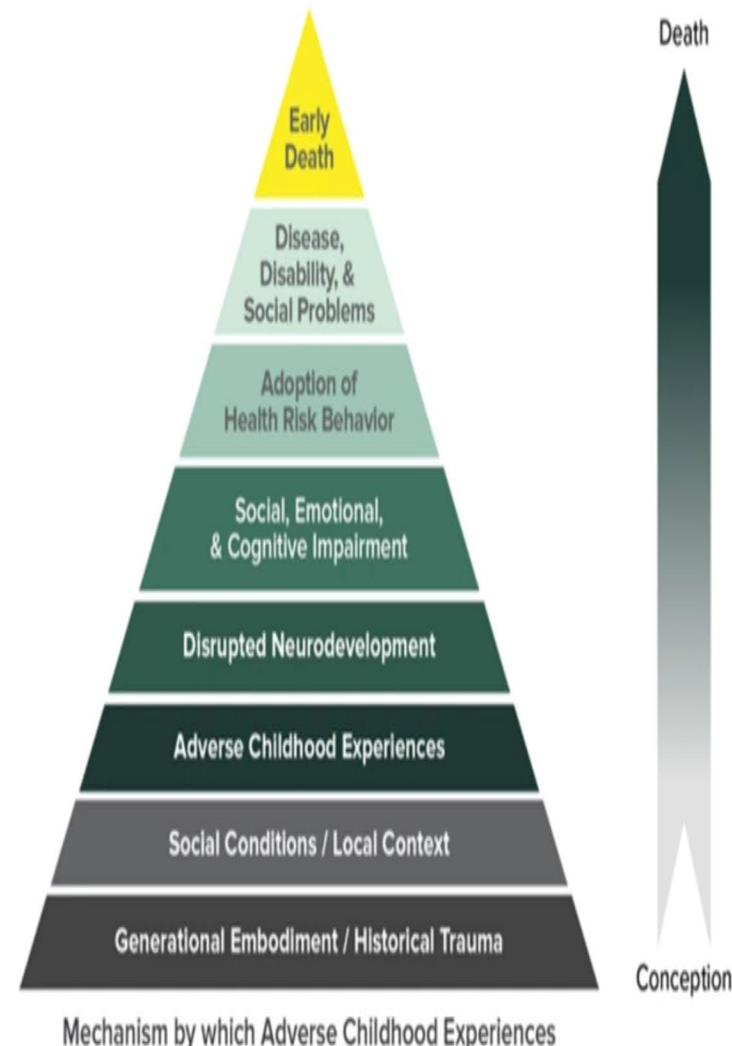 Death
Early
Death
Disease,
Disability, &
Social Problems
Adoption of
Health Risk Behavior
Social, Emotional,
& Cognitive Impairment
Disrupted Neurodevelopment
Adverse Childhood Experiences
Social Conditions / Local Context
Generational Embodiment / Historical Trauma
Conception
Mechanism by which Adverse Childhood Experiences